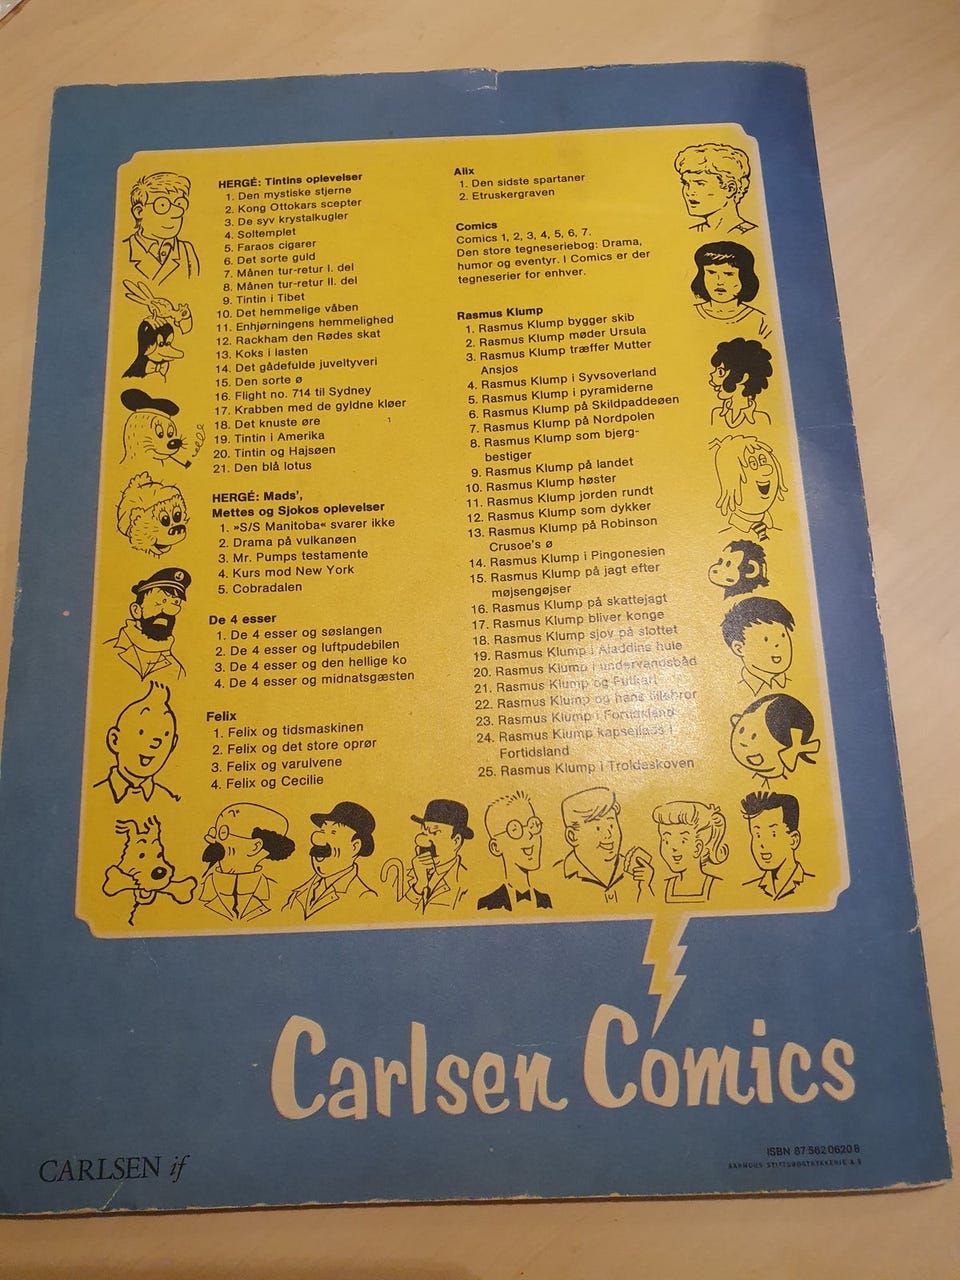 HERGÉ: Tintins oplevelser
1. Den mystiske stjerne
2. Kong Ottokars scepter
3. De syv krystalkugler
4. Soltemplet
5. Faraos cigarer
6. Det sorte guld
7. Månen tur-retur I. del
8. Månen tur-retur II. del
9. Tintin i Tibet
10. Det hemmelige våben
11. Enhjørningens hemmelighed
12. Rackham den Rødes skat
13. Koks i lasten
14. Det gådefulde juveltyveri
15. Den sorte ø
16. Flight no. 714 til Sydney
17. Krabben med de gyldne kløer
18. Det knuste øre
19. Tintin i Amerika
20. Tintin og Hajsøen
21. Den blå lotus
HERGÉ: Mads',
Mettes og Sjokos oplevelser
1. »S/S Manitoba« svarer ikke
2. Drama på vulkanøen
3. Mr. Pumps testamente
4. Kurs mod New York
5. Cobradalen
De 4 esser
1. De 4 esser og søslangen
2. De 4 esser og luftpudebilen
3. De 4 esser og den hellige ko
4. De 4 esser og midnatsgæsten
Felix
1. Felix og tidsmaskinen
2. Felix og det store oprør
3. Felix og varulvene
4. Felix og Cecilie
Alix
1. Den sidste spartaner
2. Etruskergraven
Comics
Comics 1, 2, 3, 4, 5, 6, 7.
Den store tegneseriebog: Drama,
humor og eventyr. I Comics er der
tegneserier for enhver.
Rasmus Klump
1. Rasmus Klump bygger skib
2. Rasmus Klump møder Ursula
3. Rasmus Klump træffer Mutter
Ansjos
4. Rasmus Klump i Syvsoverland
5. Rasmus Klump i pyramiderne
6. Rasmus Klump på Skildpaddeøen
7. Rasmus Klump på Nordpolen
8. Rasmus Klump som bjerg-
bestiger
9. Rasmus Klump på landet
10. Rasmus Klump høster
11. Rasmus Klump jorden rundt
12. Rasmus Klump som dykker
13. Rasmus Klump på Robinson
Crusoe's ø
14. Rasmus Klump i Pingonesien
15. Rasmus Klump på jagt efter
møjsengøjser
16. Rasmus Klump på skattejagt
17. Rasmus Klump bliver konge
18. Rasmus Klump sjov på slottet
19. Rasmus Klump i Aladdins hule
20. Rasmus Klump i undervandsbåd
21. Rasmus Klump og Futkarl
22. Rasmus Klump og hans lillebror
23. Rasmus Klump i
24. Rasmus Klump kapsejlads i
Fortidsland
25. Rasmus Klump i Troldeskoven
Carlsen Comics
CARLSEN if
ISBN 87 562 0620 8
AARHUUS STIFTSBOGTRYKKERIE A.S